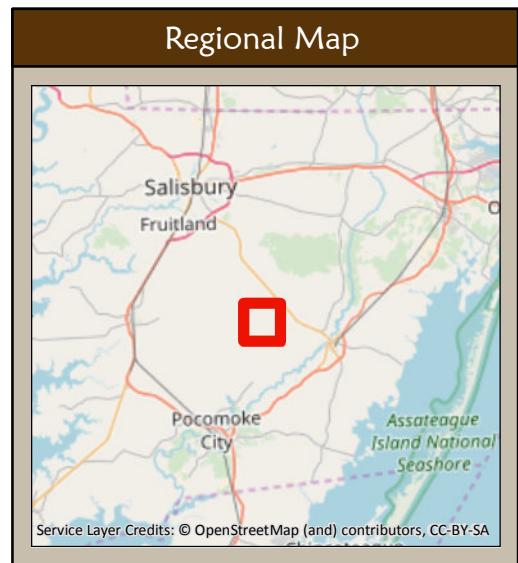 Regional Map
Salisbury
Fruitland
Pocomoke
City
Assateague
Island National
Seashore
Service Layer Credits: © OpenStreetMap (and) contributors, CC-BY-SA